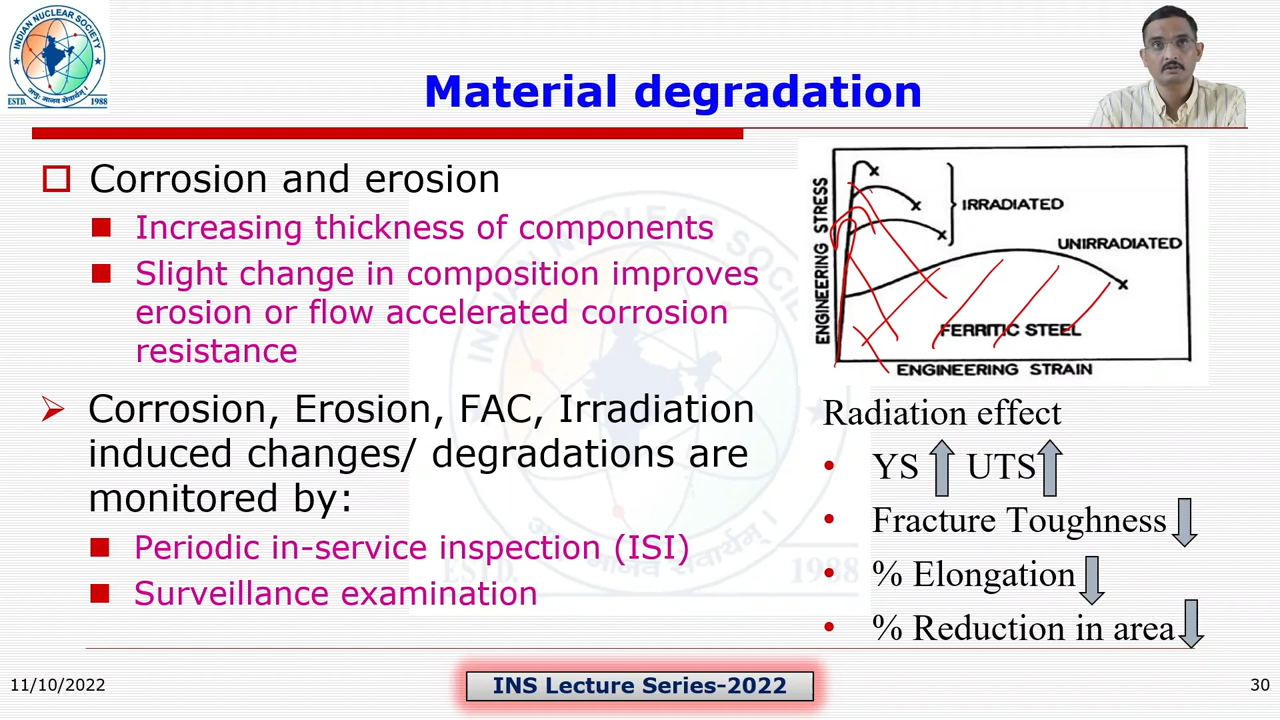 INDIAN NUCLEAR SOCIETY
ESTD. 1988
Material degradation
Corrosion and erosion
Increasing thickness of components
Slight change in composition improves
erosion or flow accelerated corrosion
resistance
Corrosion, Erosion, FAC, Irradiation
induced changes/ degradations are
monitored by:
Periodic in-service inspection (ISI)
Surveillance examination
ENGINEERING STRESS
IRRADIATED
UNIRRADIATED
FERRITIC STEEL
ENGINEERING STRAIN
Radiation effect
• YS UTS
• Fracture Toughness
• % Elongation
• % Reduction in area
11/10/2022
INS Lecture Series-2022
30